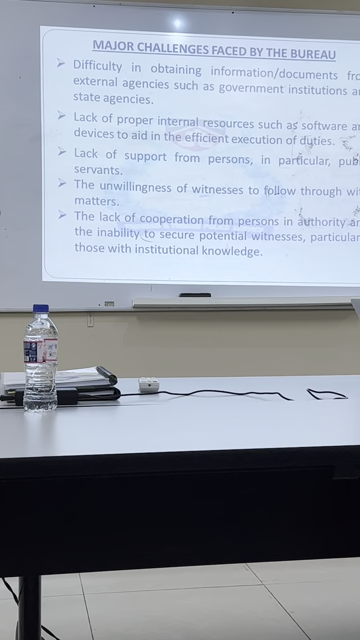 MAJOR CHALLENGES FACED BY THE BUREAU
➢ Difficulty in obtaining information/documents fro
external agencies such as government institutions a
state agencies.
➢ Lack of proper internal resources such as software a
devices to aid in the efficient execution of duties.
➢ Lack of support from persons, in particular, pub
servants.
➢ The unwillingness of witnesses to follow through wi
matters.
➢ The lack of cooperation from persons in authority a
the inability to secure potential witnesses, particular
those with institutional knowledge.